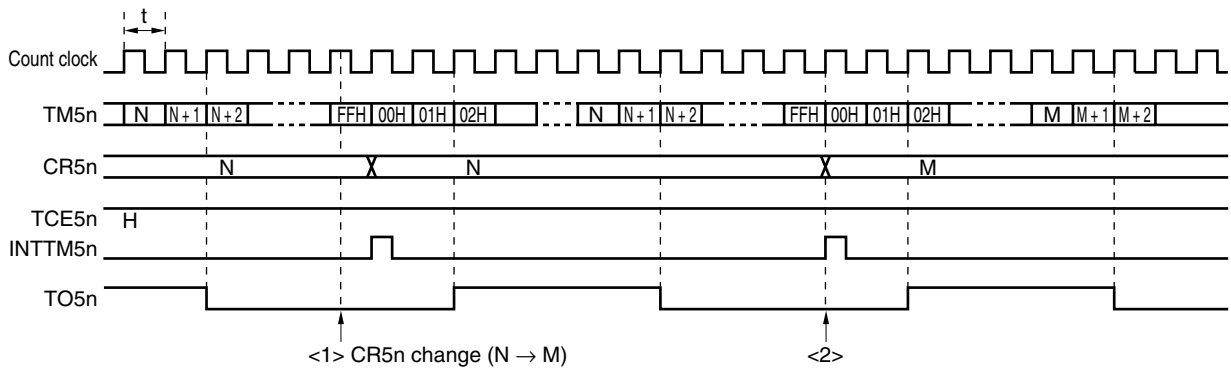 t
Count clock
TM5n N N + 1 N + 2 FFH 00H 01H 02H N N + 1 N + 2 FFH 00H 01H 02H M M + 1 M + 2
CR5n N N M
TCE5n H
INTTM5n
TO5n
<1> CR5n change (N → M) <2>